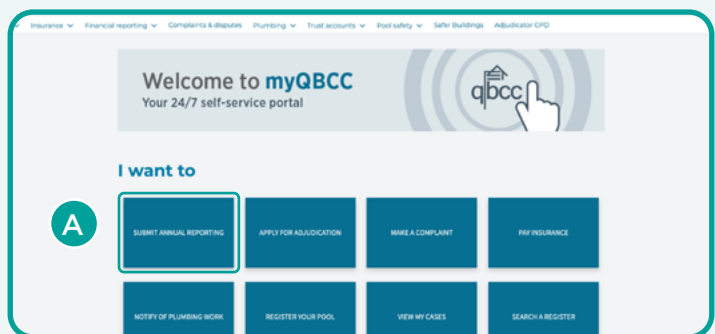 Insurance Financial reporting Complaints & disputes Plumbing Trust accounts Pool safety Safer Buildings Adjudicator CPD
Welcome to myQBCC
Your 24/7 self-service portal
qbcc
I want to
A
SUBMIT ANNUAL REPORTING APPLY FOR ADJUDICATION MAKE A COMPLAINT PAY INSURANCE
NOTIFY OF PLUMBING WORK REGISTER YOUR POOL VIEW MY CASES SEARCH A REGISTER